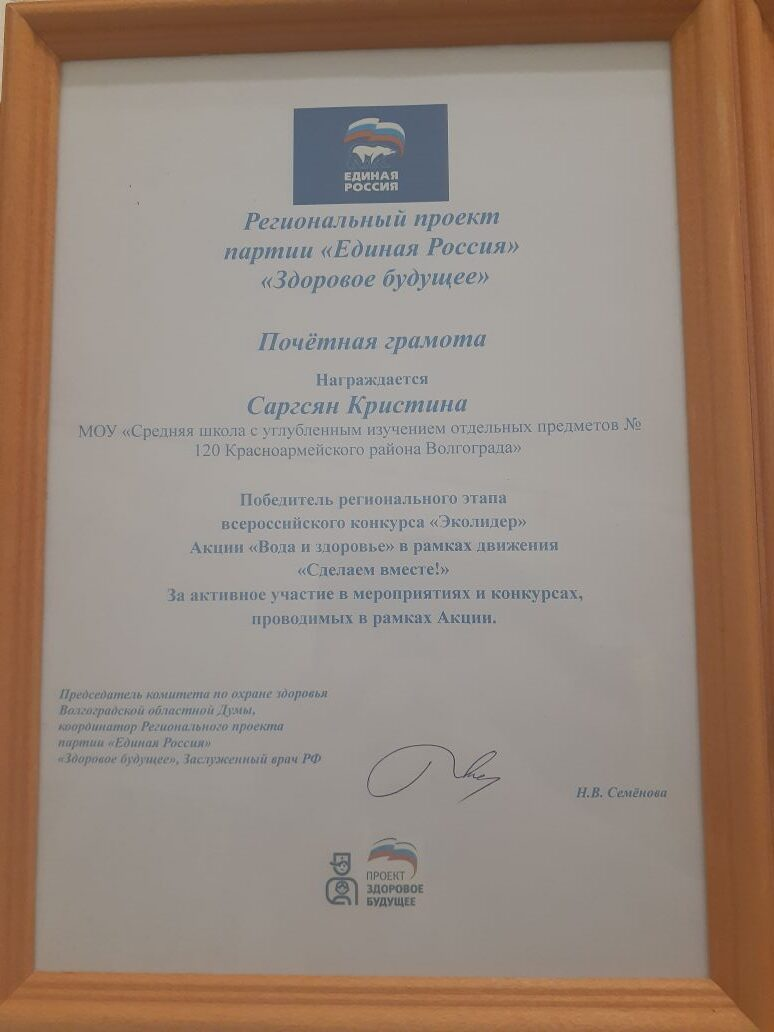 ЕДИНАЯ
РОССИЯ
Региональный проект
партии «Единая Россия»
«Здоровое будущее»
Почётная грамота
Награждается
Саргсян Кристина
МОУ «Средняя школа с углубленным изучением отдельных предметов №
120 Красноармейского района Волгограда»
Победитель регионального этапа
всероссийского конкурса «Эколидер»
Акции «Вода и здоровье» в рамках движения
«Сделаем вместе!»
За активное участие в мероприятиях и конкурсах,
проводимых в рамках Акции.
Председатель комитета по охране здоровья
Волгоградской областной Думы,
координатор Регионального проекта
партии «Единая Россия»
«Здоровое будущее», Заслуженный врач РФ
Н.В. Семёнова
ПРОЕКТ
ЗДОРОВОЕ
БУДУЩЕЕ